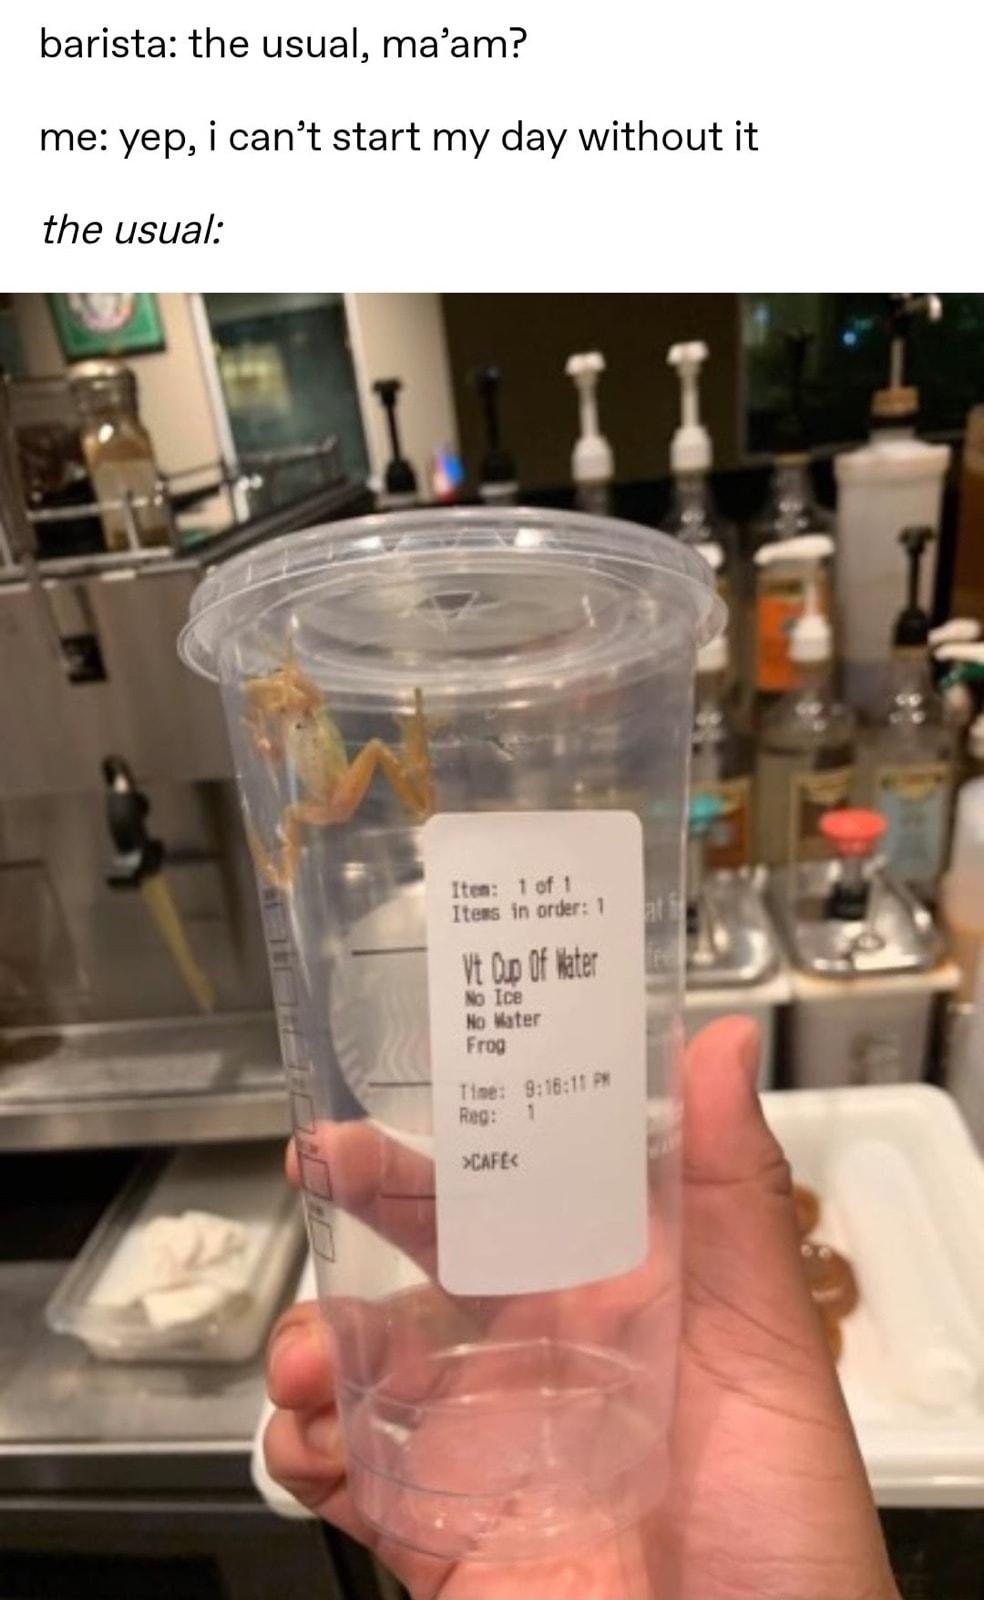 barista: the usual, ma’am?
me: yep, i can’t start my day without it
the usual:
Item: 1 of 1
Items in order: 1
Vt Cup Of Water
No Ice
No Water
Frog
Time: 9:16:11 PM
Reg: 1
>CAFE<